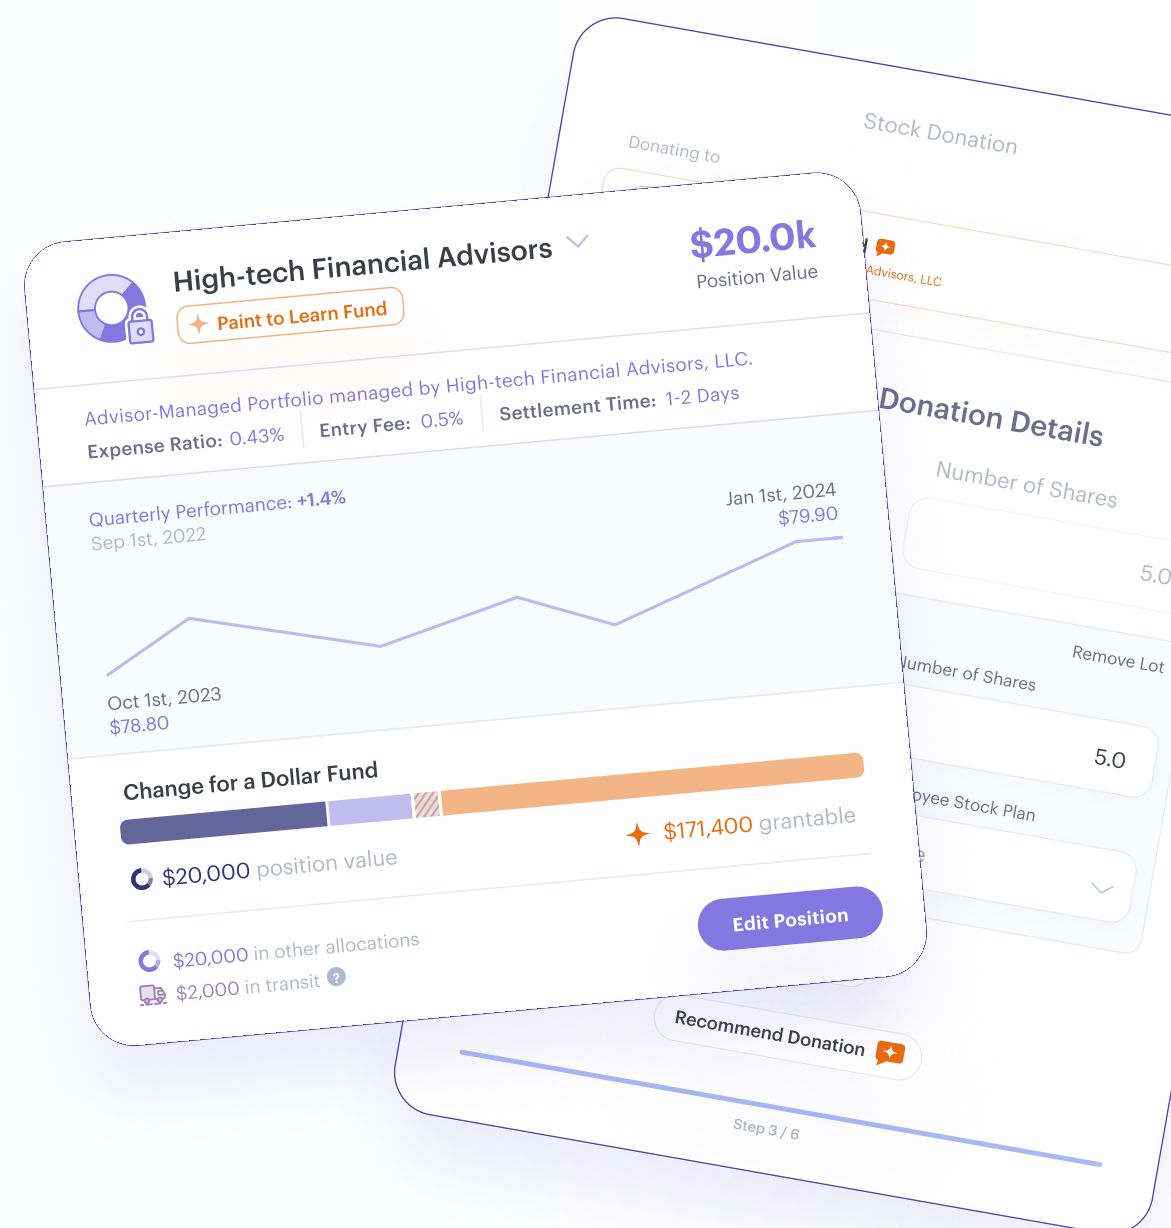 Stock Donation
Donating to
Advisors, LLC
Donation Details
Number of Shares
5.0
Remove Lot
Number of Shares
5.0
Stock Plan
Recommend Donation
Step 3 / 6
High-tech Financial Advisors
$20.0k
Paint to Learn Fund
Position Value
Advisor-Managed Portfolio managed by High-tech Financial Advisors, LLC.
Expense Ratio: 0.43% Entry Fee: 0.5% Settlement Time: 1-2 Days
Quarterly Performance: +1.4%
Sep 1st, 2022
Jan 1st, 2024
$79.90
Oct 1st, 2023
$78.80
Change for a Dollar Fund
$20,000 position value
$171,400 grantable
$20,000 in other allocations
$2,000 in transit ?
Edit Position